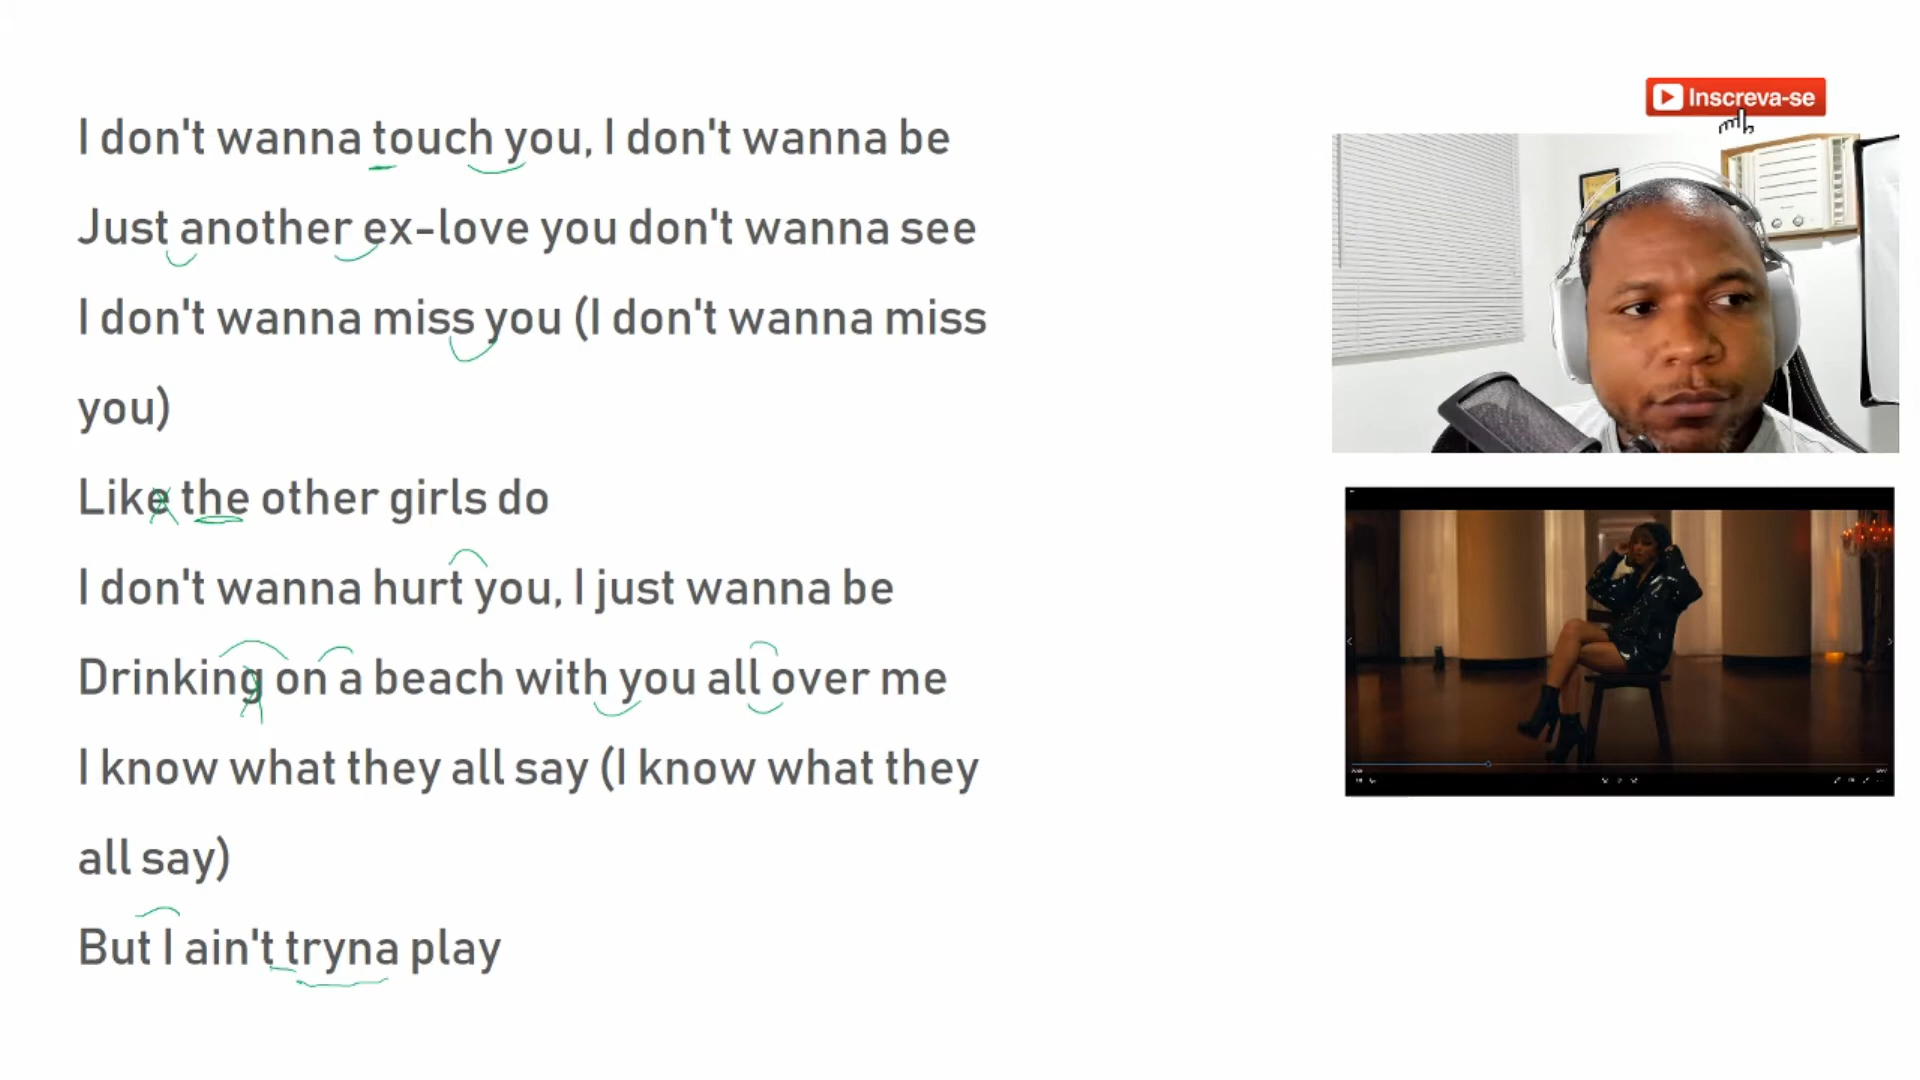 I don't wanna touch you, I don't wanna be
Just another ex-love you don't wanna see
I don't wanna miss you (I don't wanna miss
you)
Like the other girls do
I don't wanna hurt you, I just wanna be
Drinking on a beach with you all over me
I know what they all say (I know what they
all say)
But I ain't tryna play
Inscreva-se